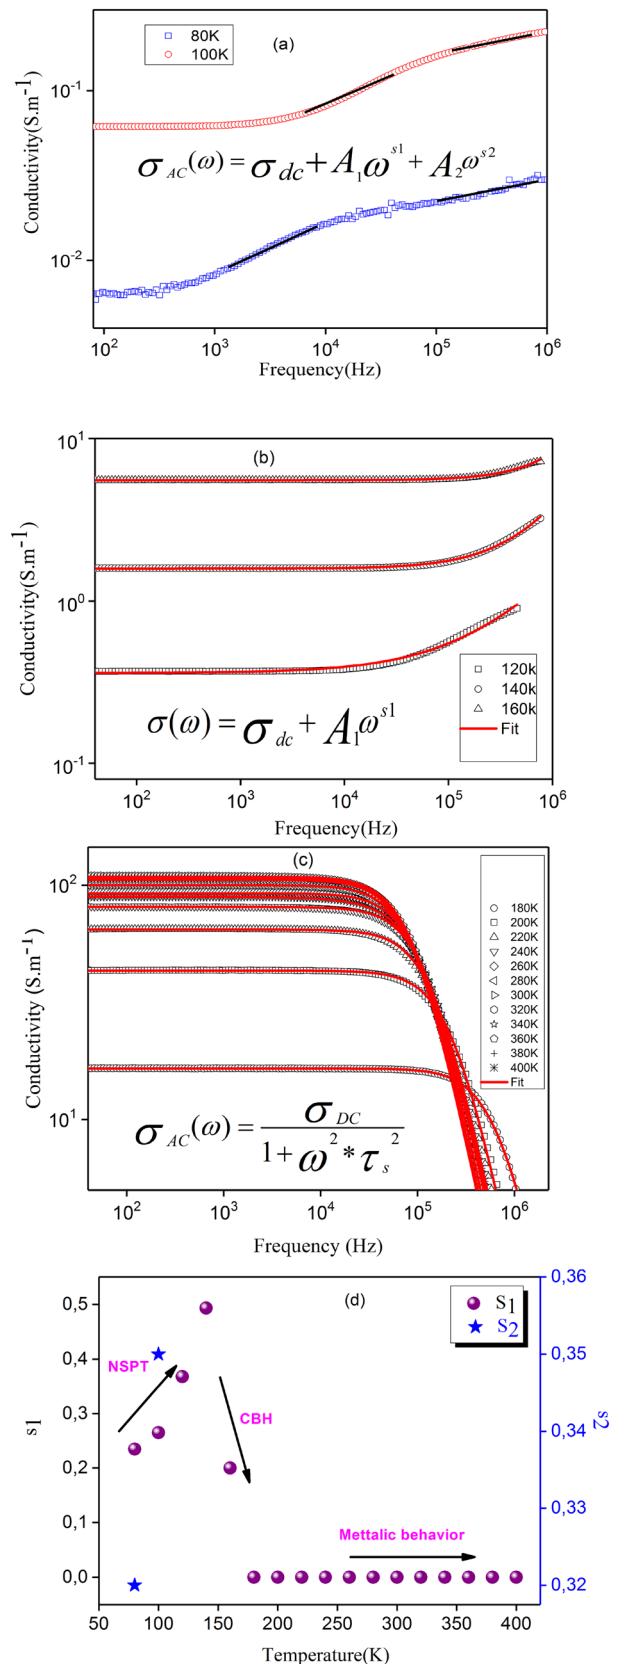 80K
100K
(a)
10⁻¹
10⁻²
Conductivity(S.m⁻¹)
σ AC(ω) = σ dc + A₁ω^s1 + A₂ω^s2
10² 10³ 10⁴ 10⁵ 10⁶
Frequency(Hz)
10¹
10⁰
10⁻¹
(b)
Conductivity(S.m⁻¹)
120k
140k
160k
Fit
σ(ω) = σ dc + A₁ω^s1
10² 10³ 10⁴ 10⁵ 10⁶
Frequency(Hz)
(c)
10²
10¹
Conductivity (S.m⁻¹)
180K
200K
220K
240K
260K
280K
300K
320K
340K
360K
380K
400K
Fit
σ AC(ω) = σ DC / 1+ ω²*τs²
10² 10³ 10⁴ 10⁵ 10⁶
Frequency (Hz)
(d)
S₁
S₂
0,5
0,4
0,3
0,2
0,1
0,0
s1
NSPT
CBH
Mettalic behavior
0,36
0,35
0,34
0,33
0,32
s2
50 100 150 200 250 300 350 400
Temperature(K)